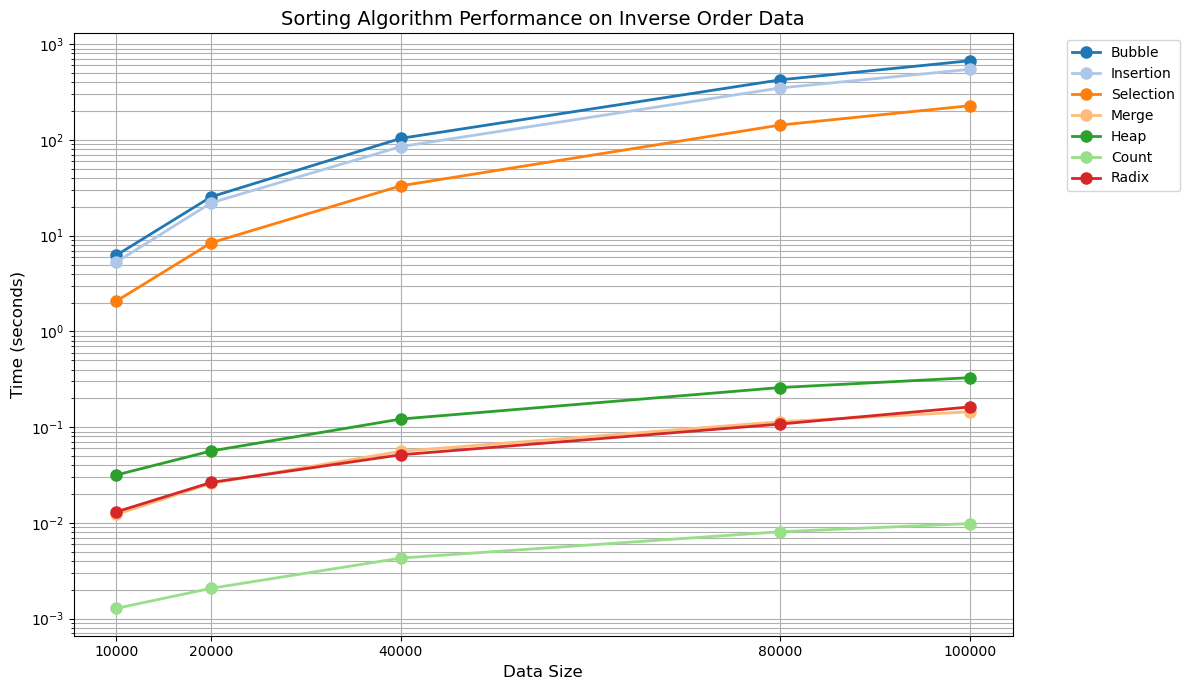 Sorting Algorithm Performance on Inverse Order Data
Time (seconds)
10³
10²
10¹
10⁰
10⁻¹
10⁻²
10⁻³
10000 20000 40000 80000 100000
Data Size
Bubble
Insertion
Selection
Merge
Heap
Count
Radix